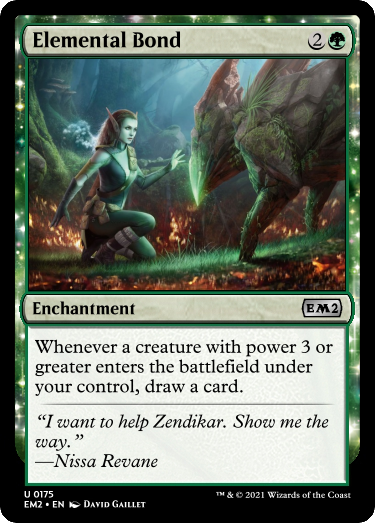 Elemental Bond 2
Enchantment EM2
Whenever a creature with power 3 or
greater enters the battlefield under
your control, draw a card.
“I want to help Zendikar. Show me the
way.”
—Nissa Revane
U 0175
EM2 • EN DAVID GAILLET ™ & © 2021 Wizards of the Coast